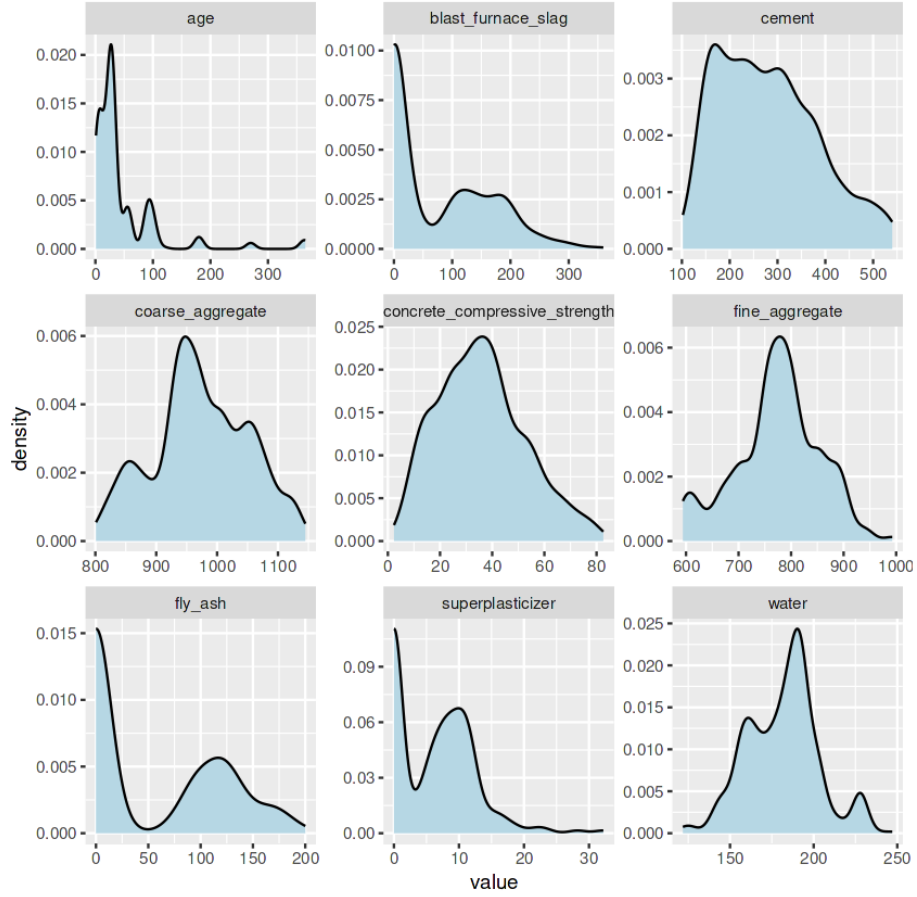 age
blast_furnace_slag
cement
0.020
0.015
0.010
0.005
0.000
0 100 200 300
0.0100
0.0075
0.0050
0.0025
0.0000
0 100 200 300
0.003
0.002
0.001
0.000
100 200 300 400 500
coarse_aggregate
concrete_compressive_strength
fine_aggregate
0.006
0.004
0.002
0.000
800 900 1000 1100
0.025
0.020
0.015
0.010
0.005
0.000
0 20 40 60 80
0.006
0.004
0.002
0.000
600 700 800 900 1000
density
fly_ash
superplasticizer
water
0.015
0.010
0.005
0.000
0 50 100 150 200
0.09
0.06
0.03
0.00
0 10 20 30
0.025
0.020
0.015
0.010
0.005
0.000
150 200 250
value